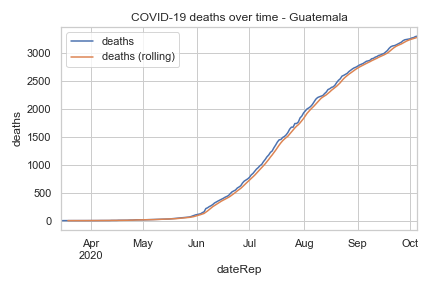 COVID-19 deaths over time - Guatemala
deaths
deaths (rolling)
3000
2500
2000
1500
1000
500
0
deaths
Apr
2020
May
Jun
Jul
Aug
Sep
Oct
dateRep